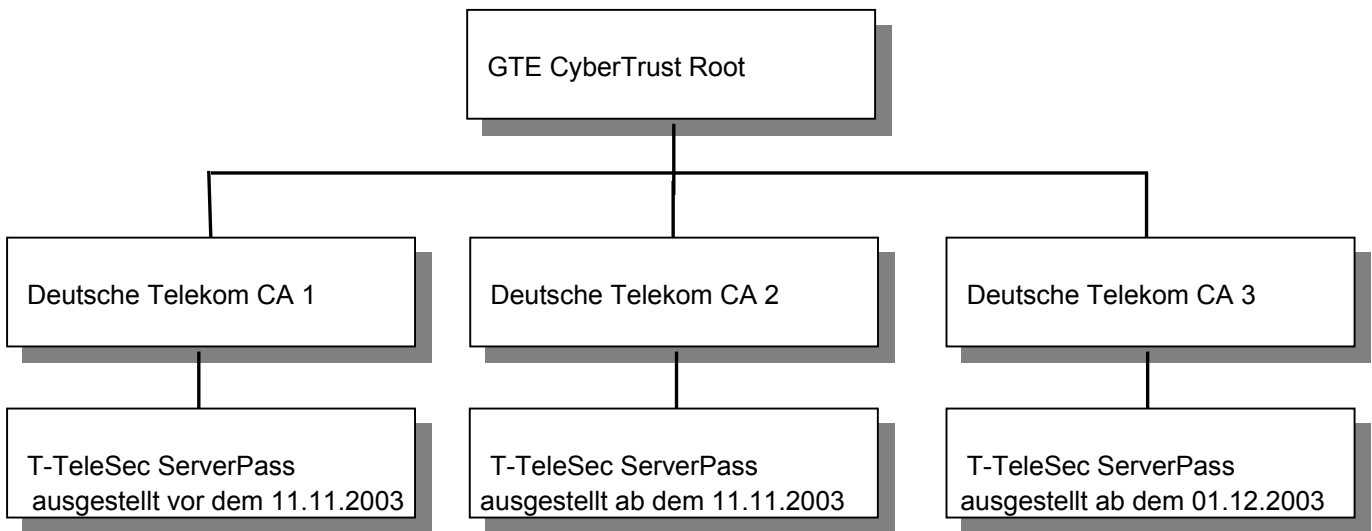 GTE CyberTrust Root
Deutsche Telekom CA 1
Deutsche Telekom CA 2
Deutsche Telekom CA 3
T-TeleSec ServerPass
ausgestellt vor dem 11.11.2003
T-TeleSec ServerPass
ausgestellt ab dem 11.11.2003
T-TeleSec ServerPass
ausgestellt ab dem 01.12.2003